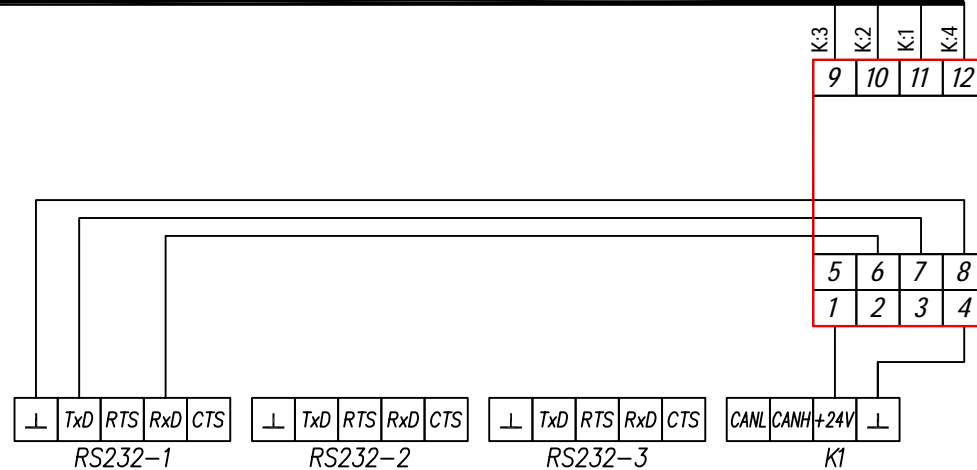 K:3 K:2 K:1 K:4
9 10 11 12
5 6 7 8
1 2 3 4
⊥ TxD RTS RxD CTS ⊥ TxD RTS RxD CTS ⊥ TxD RTS RxD CTS CANL CANH +24V ⊥
RS232-1 RS232-2 RS232-3 K1